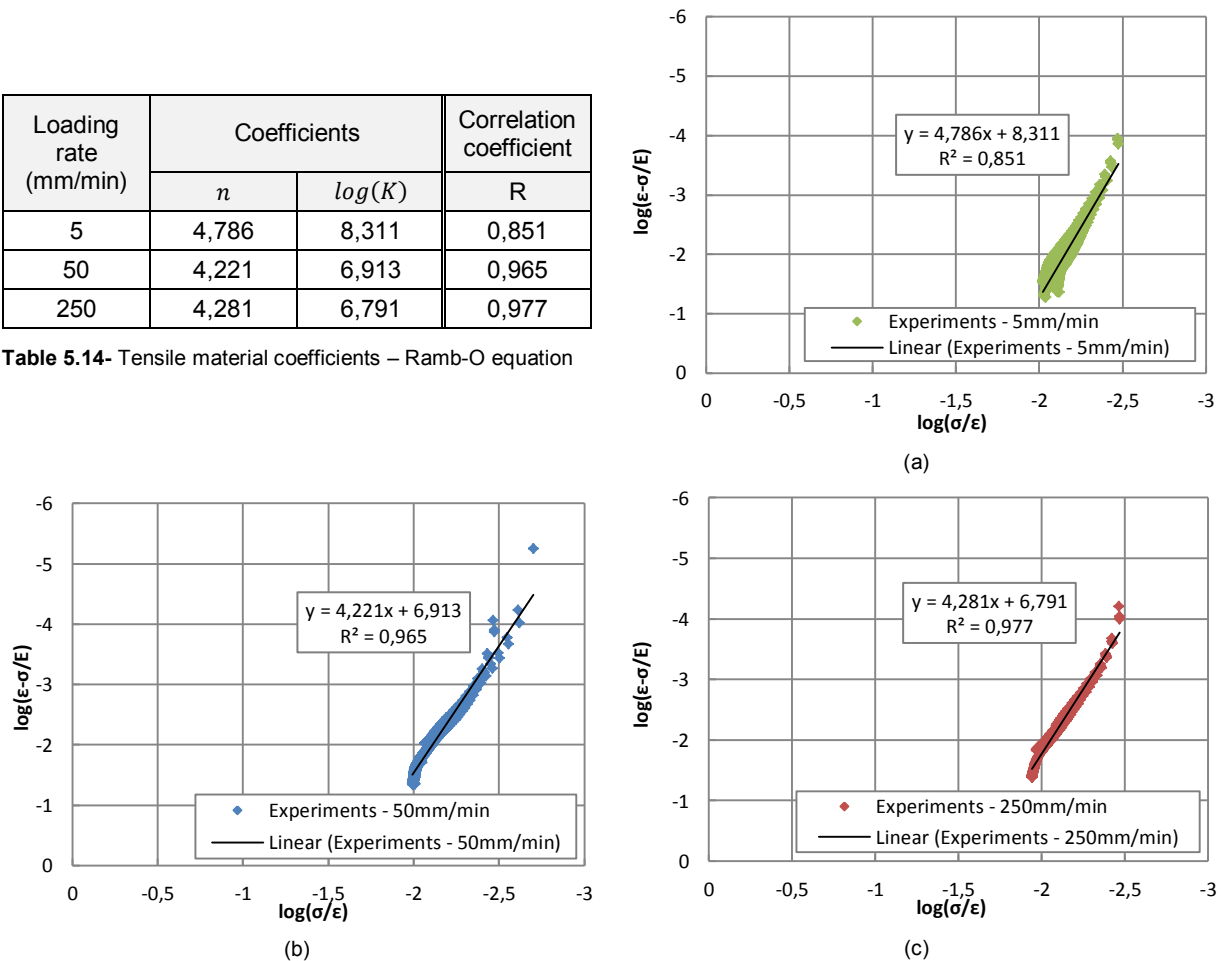 Loading rate (mm/min) Coefficients Correlation coefficient
n log(K) R
5 4,786 8,311 0,851
50 4,221 6,913 0,965
250 4,281 6,791 0,977
Table 5.14- Tensile material coefficients – Ramb-O equation
-6
-5
-4
-3
-2
-1
0
log(ε-σ/E)
y = 4,786x + 8,311
R² = 0,851
Experiments - 5mm/min
Linear (Experiments - 5mm/min)
0 -0,5 -1 -1,5 -2 -2,5 -3
log(σ/ε)
(a)
-6
-5
-4
-3
-2
-1
0
log(ε-σ/E)
y = 4,221x + 6,913
R² = 0,965
Experiments - 50mm/min
Linear (Experiments - 50mm/min)
0 -0,5 -1 -1,5 -2 -2,5 -3
log(σ/ε)
(b)
-6
-5
-4
-3
-2
-1
0
log(ε-σ/E)
y = 4,281x + 6,791
R² = 0,977
Experiments - 250mm/min
Linear (Experiments - 250mm/min)
0 -0,5 -1 -1,5 -2 -2,5 -3
log(σ/ε)
(c)